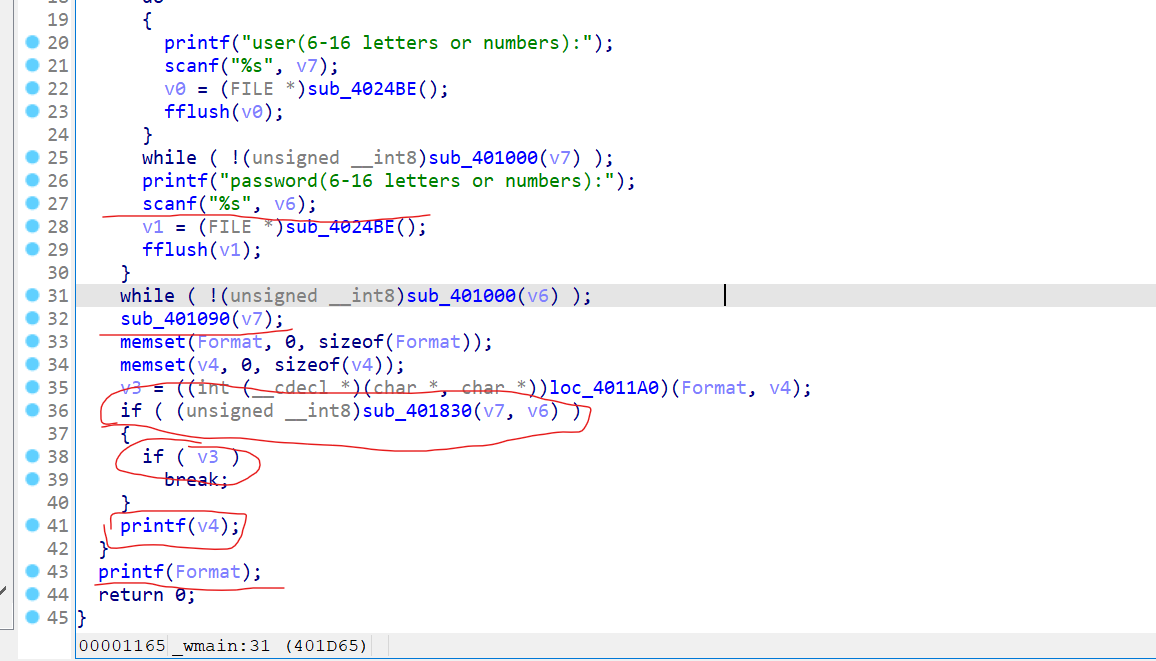 19 {
20 printf("user(6-16 letters or numbers):");
21 scanf("%s", v7);
22 v0 = (FILE *)sub_4024BE();
23 fflush(v0);
24 }
25 while ( !(unsigned __int8)sub_401000(v7) );
26 printf("password(6-16 letters or numbers):");
27 scanf("%s", v6);
28 v1 = (FILE *)sub_4024BE();
29 fflush(v1);
30 }
31 while ( !(unsigned __int8)sub_401000(v6) );
32 sub_401090(v7);
33 memset(Format, 0, sizeof(Format));
34 memset(v4, 0, sizeof(v4));
35 v3 = ((int (__cdecl *)(char *, char *))loc_4011A0)(Format, v4);
36 if ( (unsigned __int8)sub_401830(v7, v6) )
37 {
38 if ( v3 )
39 break;
40 }
41 printf(v4);
42 }
43 printf(Format);
44 return 0;
45 }
00001165 _wmain:31 (401D65)